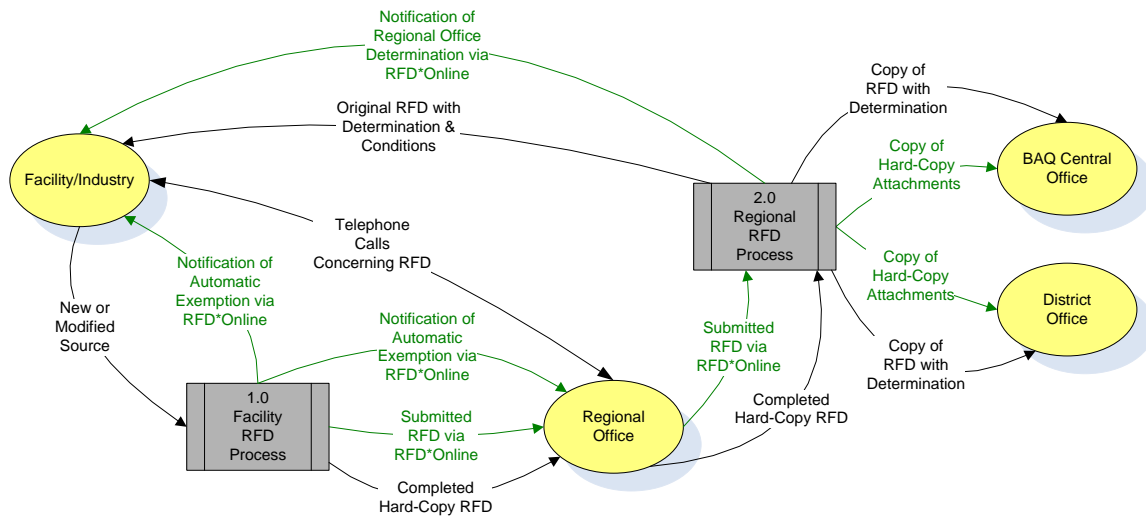 Notification of
Regional Office
Determination via
RFD*Online
Original RFD with
Determination &
Conditions
Copy of
RFD with
Determination
Facility/Industry
Copy of
Hard-Copy
Attachments
BAQ Central
Office
2.0
Regional
RFD
Process
Telephone
Calls
Concerning RFD
Notification of
Automatic
Exemption via
RFD*Online
Copy of
Hard-Copy
Attachments
New or
Modified
Source
District
Office
Notification of
Automatic
Exemption via
RFD*Online
Submitted
RFD via
RFD*Online
Copy of
RFD with
Determination
1.0
Facility
RFD
Process
Submitted
RFD via
RFD*Online
Regional
Office
Completed
Hard-Copy RFD
Completed
Hard-Copy RFD